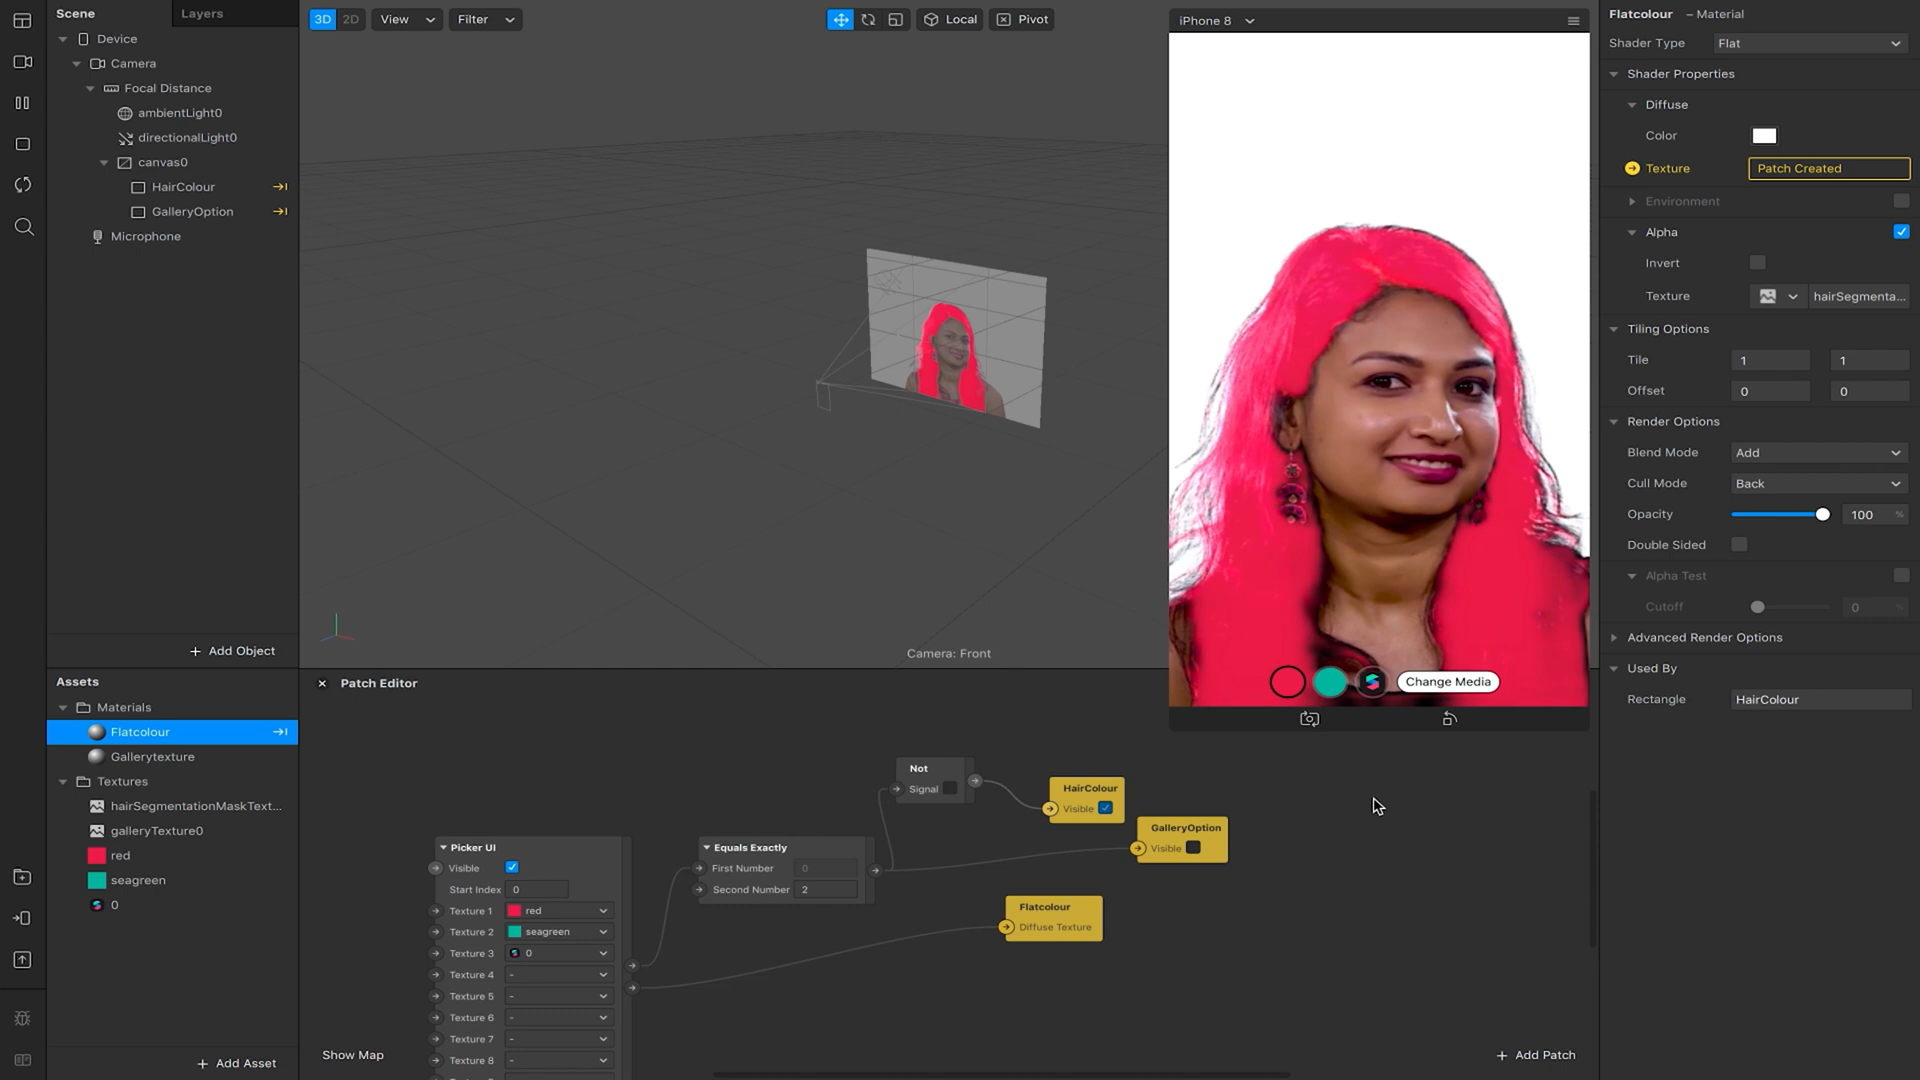 Scene
Layers
Device
Camera
Focal Distance
ambientLight0
directionalLight0
canvas0
HairColour
GalleryOption
Microphone
+ Add Object
Assets
Materials
Flatcolour
Gallerytexture
Textures
hairSegmentationMaskText...
galleryTexture0
red
seagreen
0
+ Add Asset
3D 2D View Filter
Local Pivot
Camera: Front
iPhone 8
Change Media
Patch Editor
Not
Signal
HairColour
Visible
GalleryOption
Visible
Picker UI
Visible
Start Index 0
Texture 1 red
Texture 2 seagreen
Texture 3 0
Texture 4 -
Texture 5 -
Texture 6 -
Texture 7 -
Texture 8 -
Equals Exactly
First Number 0
Second Number 2
Flatcolour
Diffuse Texture
Show Map
+ Add Patch
Flatcolour – Material
Shader Type Flat
Shader Properties
Diffuse
Color
Texture Patch Created
Environment
Alpha
Invert
Texture hairSegmenta...
Tiling Options
Tile 1 1
Offset 0 0
Render Options
Blend Mode Add
Cull Mode Back
Opacity 100 %
Double Sided
Alpha Test
Cutoff 0 %
Advanced Render Options
Used By
Rectangle HairColour